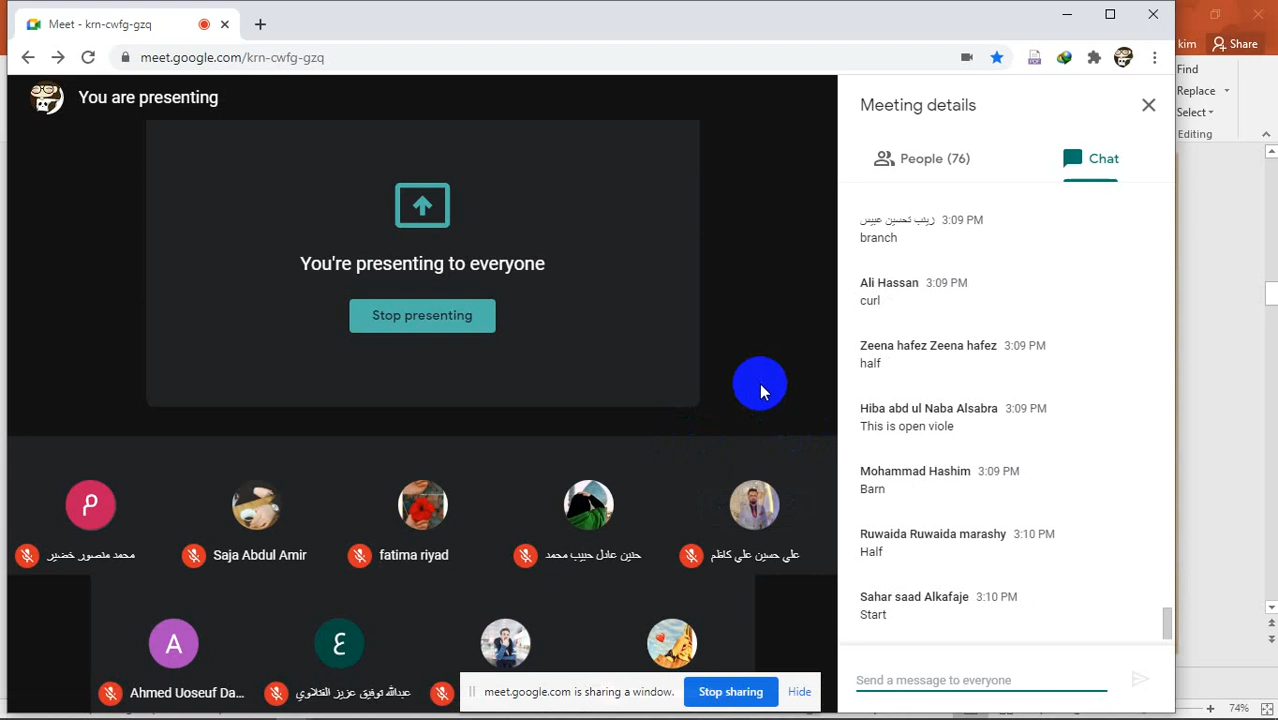 Meet - krn-cwfg-gzq
kim
Share
meet.google.com/krn-cwfg-gzq
PDF
Find
Replace
Select
Editing
You are presenting
You're presenting to everyone
Stop presenting
Meeting details
People (76)
Chat
زينب تحسين عبيس 3:09 PM
branch
Ali Hassan 3:09 PM
curl
Zeena hafez Zeena hafez 3:09 PM
half
Hiba abd ul Naba Alsabra 3:09 PM
This is open viole
Mohammad Hashim 3:09 PM
Barn
Ruwaida Ruwaida marashy 3:10 PM
Half
Sahar saad Alkafaje 3:10 PM
Start
Send a message to everyone
م
محمد منصور خضير
Saja Abdul Amir
fatima riyad
حنين عادل حبيب محمد
علي حسين علي كاظم
A
ع
Ahmed Uoseuf Da...
عبدالله توفيق عزيز الفتلاوي
meet.google.com is sharing a window.
Stop sharing
Hide
74%